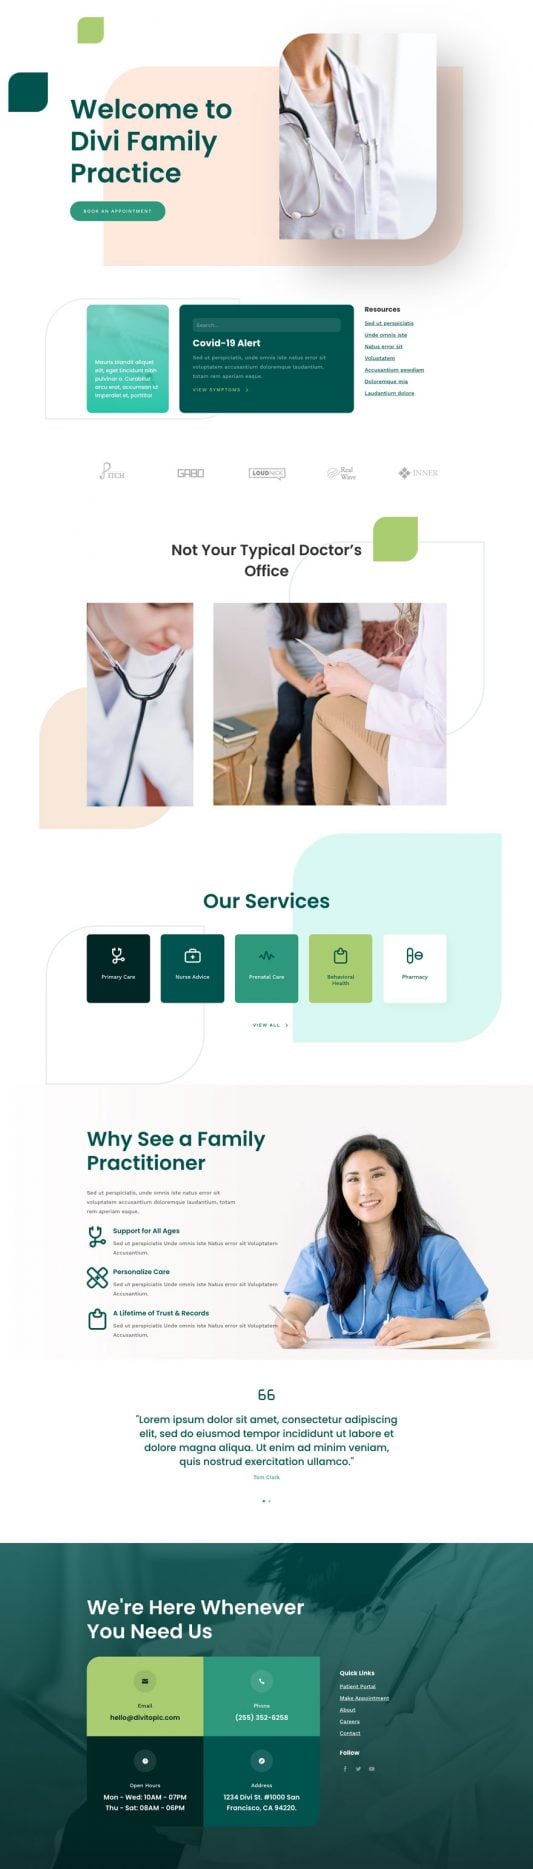 Welcome to
Divi Family
Practice
BOOK AN APPOINTMENT
Mauris blandit aliquet
elit, eget tincidunt nibh
pulvinar a. Curabitur
arcu erat, accumsan id
imperdiet et, porttitor
Search...
Covid-19 Alert
Sed ut perspiciatis, unde omnis iste natus error sit
voluptatem accusantium doloremque laudantium,
totam rem aperiam eaque.
VIEW SYMPTOMS
Resources
Sed ut perspiciatis
Unde omnis iste
Natus error sit
Voluptatem
Accusantium
Doloremque mia
Laudantium dolore
PITCH
GABO
LOUDNICK
Real
Wave
INNER
Not Your Typical Doctor's
Office
Our Services
Primary Care
Nurse Advice
Prenatal Care
Behavioral
Health
Pharmacy
VIEW ALL
Why See a Family
Practitioner
Sed ut perspiciatis, unde omnis iste natus error sit
voluptatem accusantium doloremque laudantium, totam
rem aperiam eaque.
Support for All Ages
Sed ut perspiciatis Unde omnis iste Natus error sit Voluptatem
Accusantium.
Personalize Care
Sed ut perspiciatis Unde omnis iste Natus error sit Voluptatem
Accusantium.
A Lifetime of Trust & Records
Sed ut perspiciatis Unde omnis iste Natus error sit Voluptatem
Accusantium.
"Lorem ipsum dolor sit amet, consectetur adipiscing
elit, sed do eiusmod tempor incididunt ut labore et
dolore magna aliqua. Ut enim ad minim veniam,
quis nostrud exercitation ullamco."
Tom Clack
We're Here Whenever
You Need Us
Email
hello@divitopic.com
Phone
(255) 352-6258
Open Hours
Mon - Wed: 10AM - 07PM
Thu - Sat: 08AM - 06PM
Address
1234 Divi St. #1000 San
Francisco, CA 94220.
Quick Links
Patient Portal
Make Appointment
About
Careers
Contact
Follow